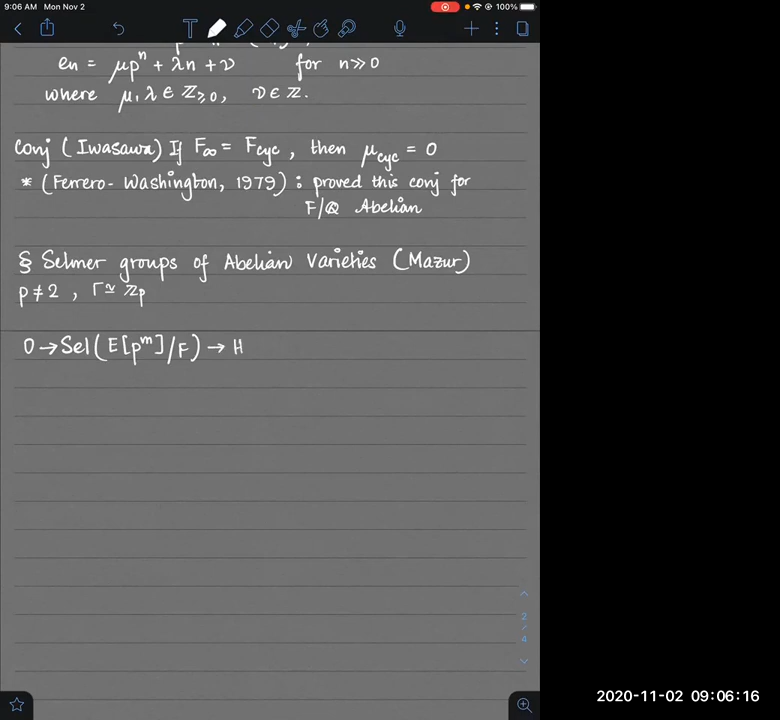 9:06 AM Mon Nov 2
100%
en = μp^n + λn + ν for n≫0
where μ, λ ∈ ℤ≥0, ν ∈ ℤ.
Conj (Iwasawa) If F∞ = Fcyc, then μcyc = 0
* (Ferrero-Washington, 1979) : proved this conj for
F/ℚ Abelian
§ Selmer groups of Abelian Varieties (Mazur)
p ≠ 2, Γ ≃ ℤp
0 → Sel(E[p^m]/F) → H
2
/
4
2020-11-02 09:06:16